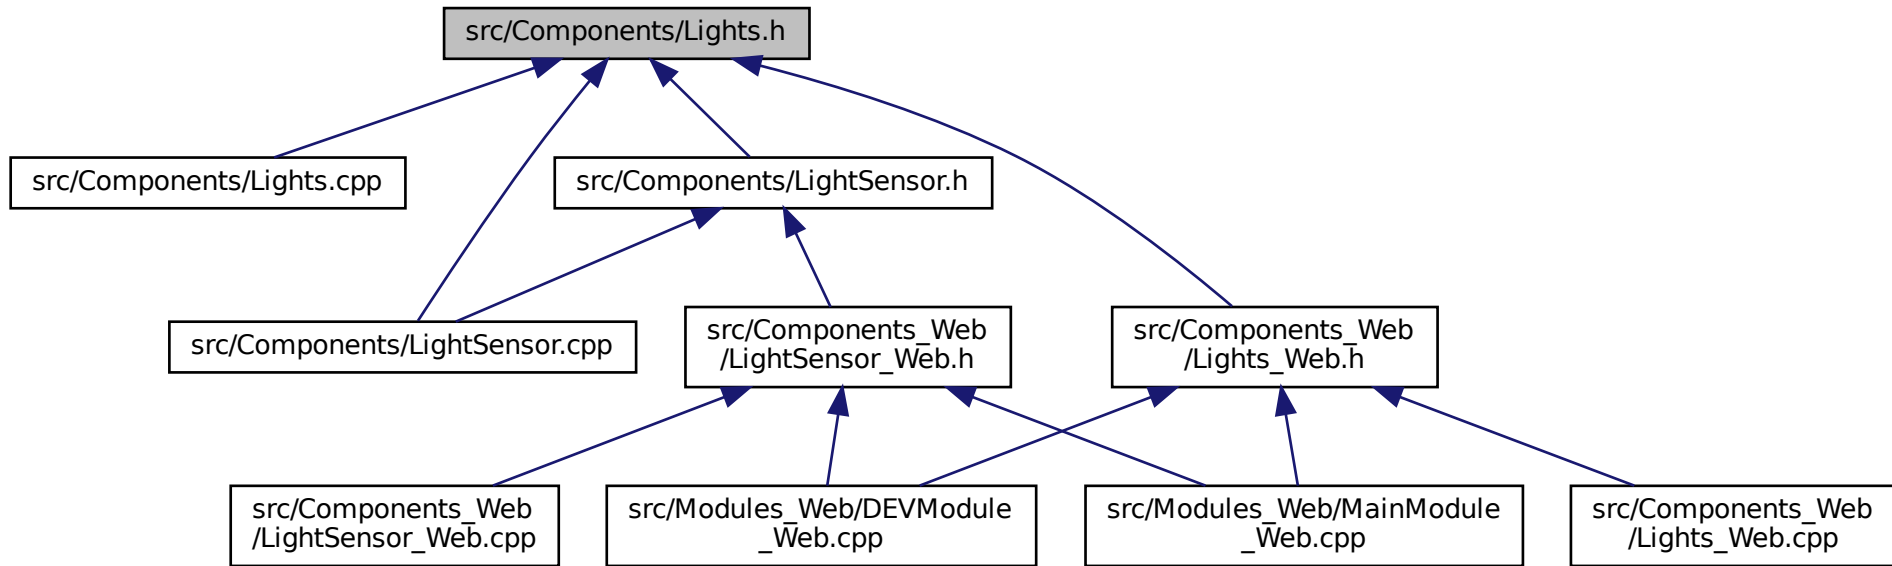 src/Components/Lights.h
src/Components/Lights.cpp
src/Components/LightSensor.h
src/Components/LightSensor.cpp
src/Components_Web
/LightSensor_Web.h
src/Components_Web
/Lights_Web.h
src/Components_Web
/LightSensor_Web.cpp
src/Modules_Web/DEVModule
_Web.cpp
src/Modules_Web/MainModule
_Web.cpp
src/Components_Web
/Lights_Web.cpp